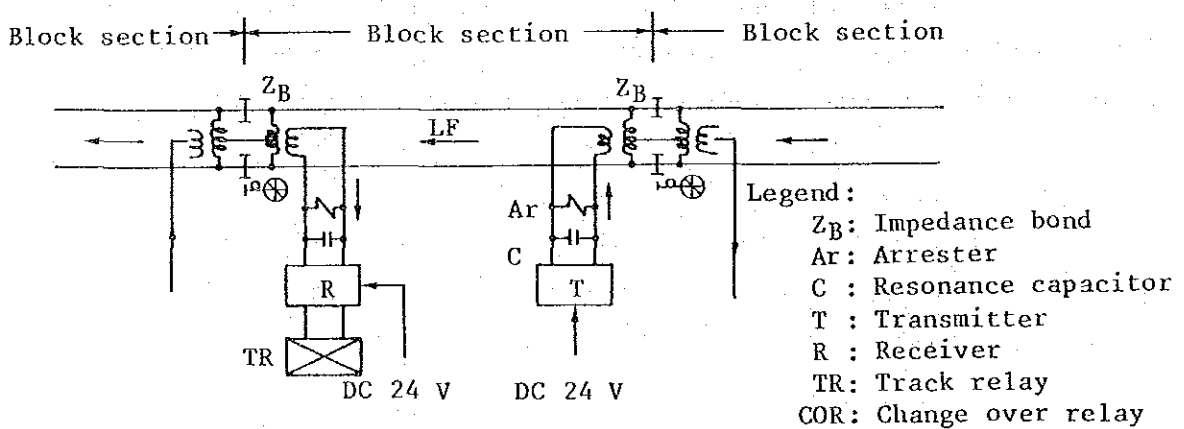 Block section Block section Block section
Z_B Z_B
LF
Ar
C
R T
TR
DC 24 V DC 24 V
Legend:
Z_B: Impedance bond
Ar: Arrester
C : Resonance capacitor
T : Transmitter
R : Receiver
TR: Track relay
COR: Change over relay